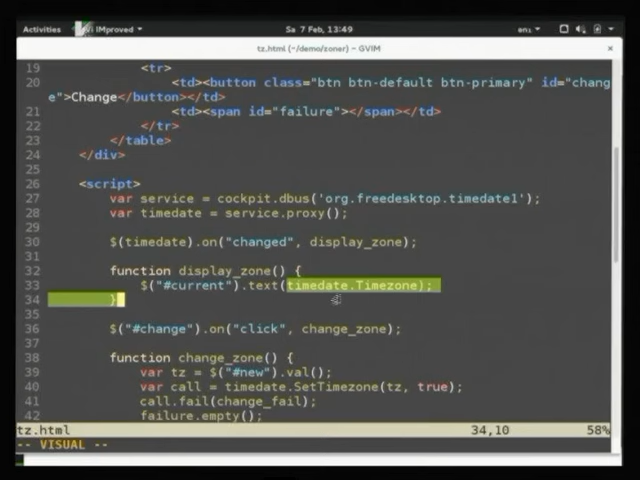 Activities Vi IMproved Sa 7 Feb, 13:49 en1
tz.html (~/demo/zoner) - GVIM ×
19 <tr>
20 <td><button class="btn btn-default btn-primary" id="chang
e">Change</button></td>
21 <td><span id="failure"></span></td>
22 </tr>
23 </table>
24 </div>
25
26 <script>
27 var service = cockpit.dbus('org.freedesktop.timedate1');
28 var timedate = service.proxy();
29
30 $(timedate).on("changed", display_zone);
31
32 function display_zone() {
33 $("#current").text(timedate.Timezone);
34 }
35
36 $("#change").on("click", change_zone);
37
38 function change_zone() {
39 var tz = $("#new").val();
40 var call = timedate.SetTimezone(tz, true);
41 call.fail(change_fail);
42 failure.empty();
tz.html 34,10 58%
-- VISUAL --